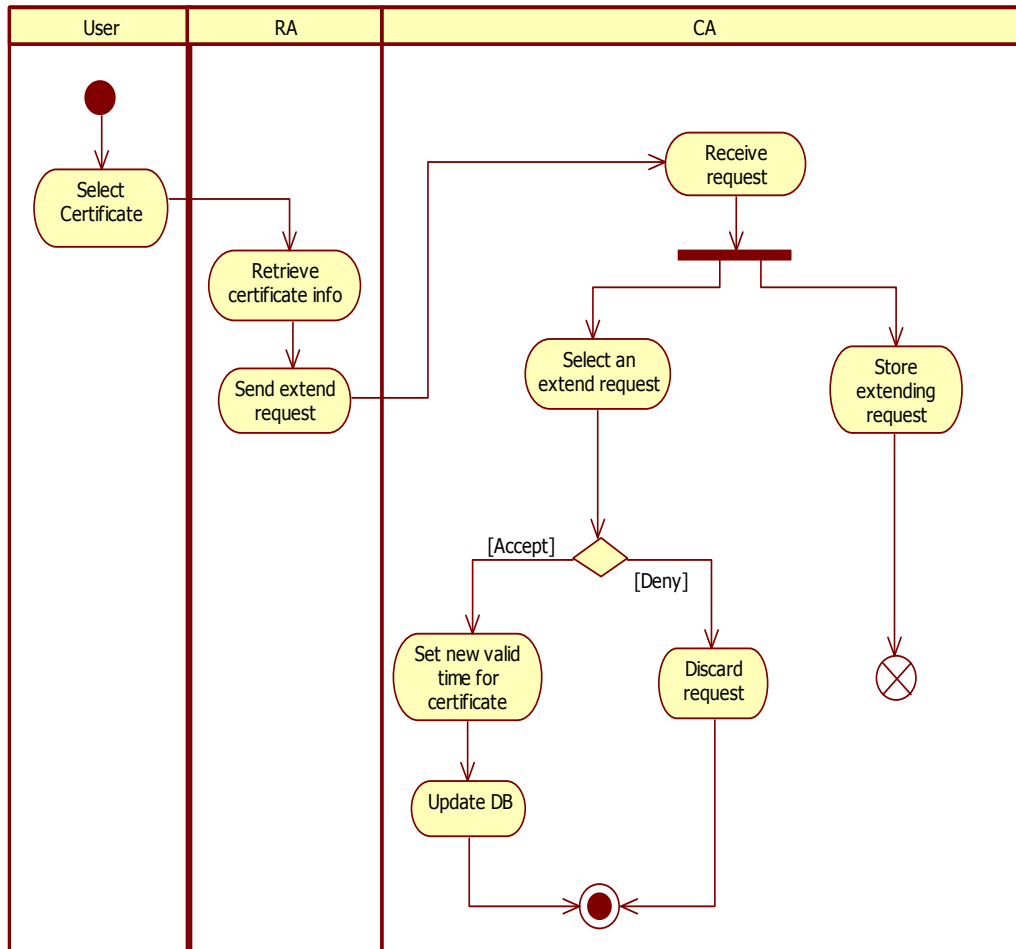 User
RA
CA
Select
Certificate
Retrieve
certificate info
Send extend
request
Receive
request
Select an
extend request
Store
extending
request
[Accept]
[Deny]
Set new valid
time for
certificate
Discard
request
Update DB